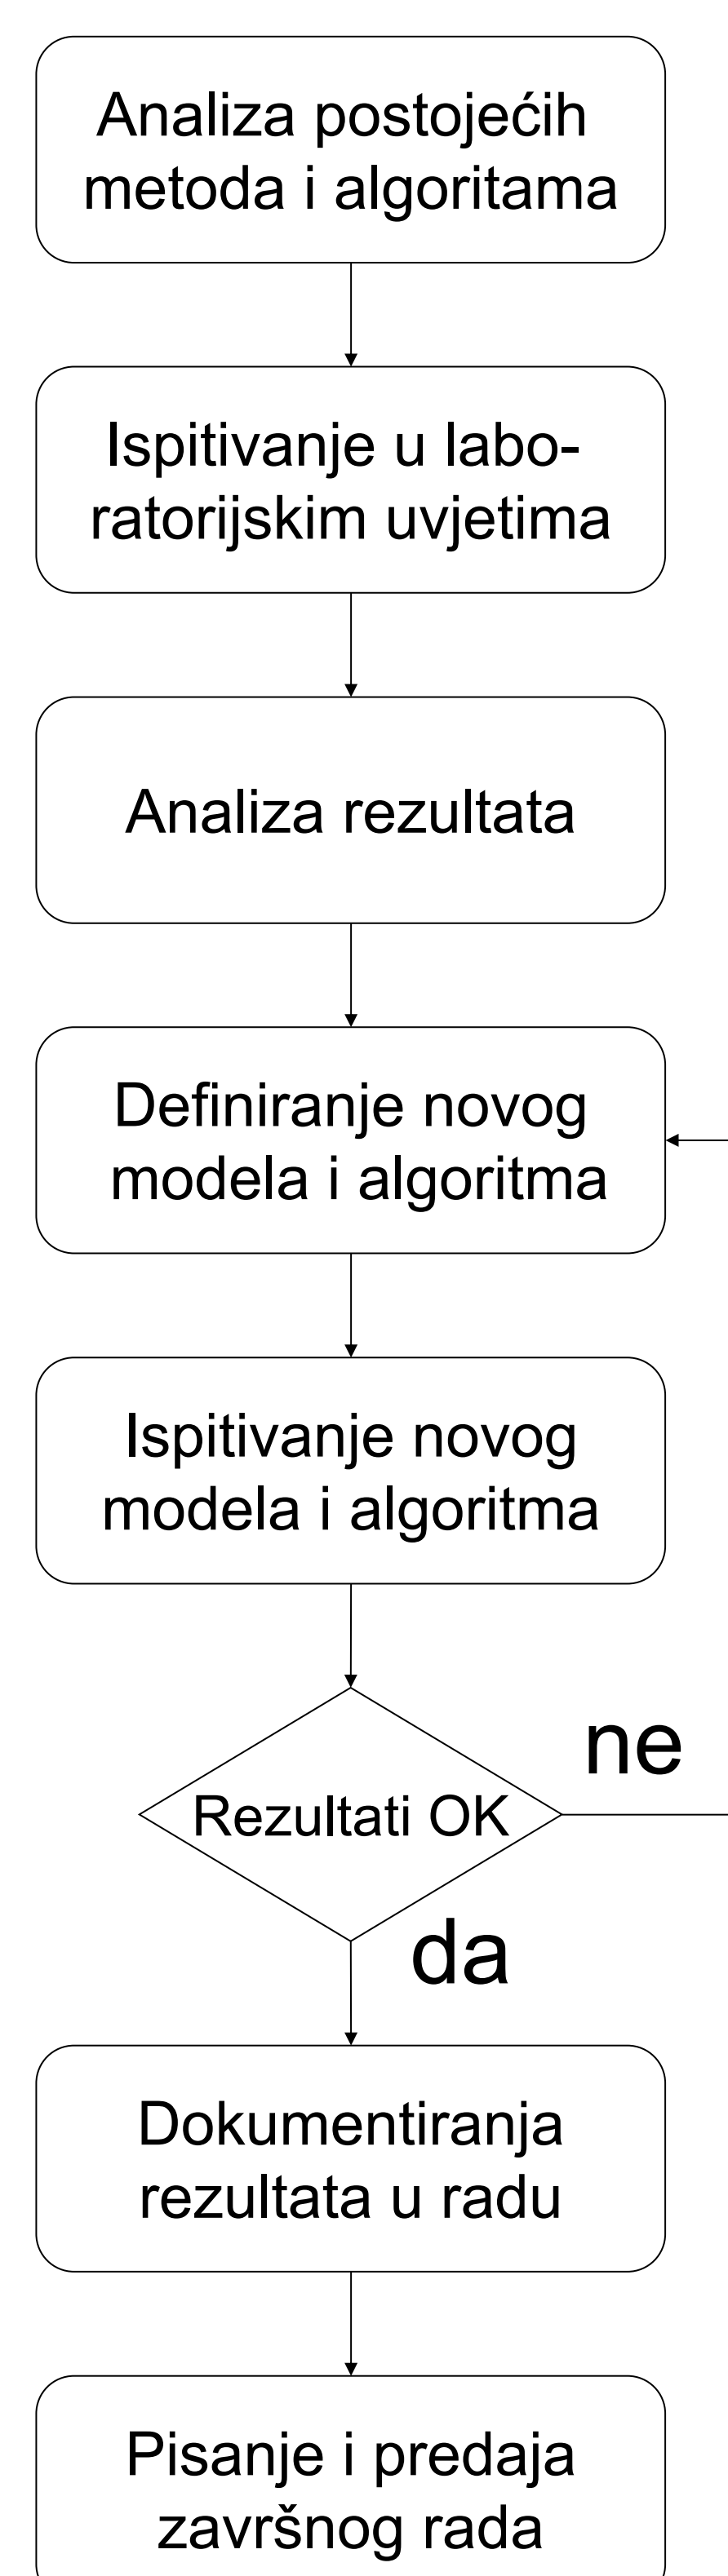 Analiza postojećih
metoda i algoritama
Ispitivanje u labo-
ratorijskim uvjetima
Analiza rezultata
Definiranje novog
modela i algoritma
Ispitivanje novog
modela i algoritma
ne
Rezultati OK
da
Dokumentiranja
rezultata u radu
Pisanje i predaja
završnog rada